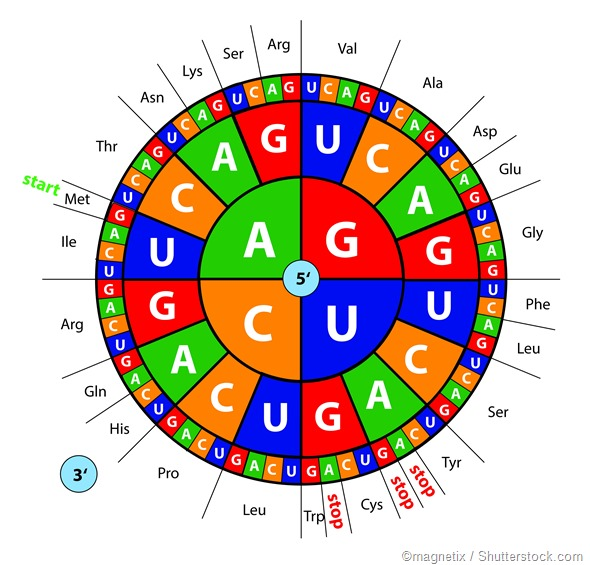 Val
Ala
Asp
Glu
Gly
Phe
Leu
Ser
Tyr
stop
stop
Cys
stop
Trp
Leu
Pro
His
Gln
Arg
Ile
Met
start
Thr
Asn
Lys
Ser
Arg
U C A G U C A G U C A G U C A G
U C A G U C A G U C A G U C A G
U C A G U C A G U C A G U C A G
U C A G U C A G U C A G U C A G
U C A G
U C A G
U C A G
U C A G
G U C A
5‘
3‘
©magnetix / Shutterstock.com